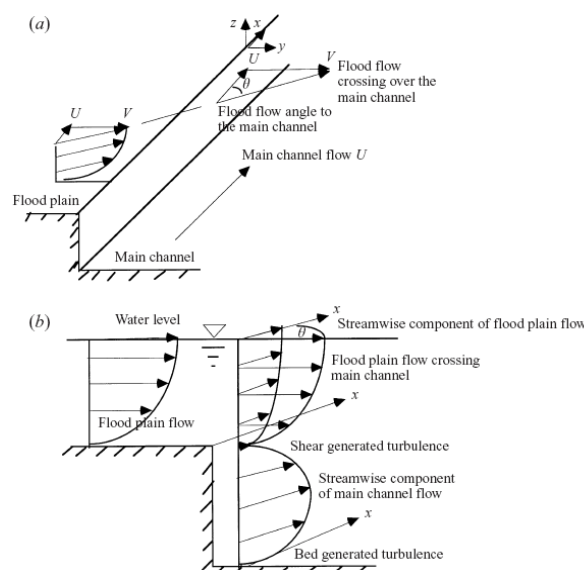 (a)
z
x
y
U
V
Flood flow
crossing over the
main channel
θ
Flood flow angle to
the main channel
U
V
Main channel flow U
Flood plain
Main channel
(b)
Water level
x
Streamwise component of flood plain flow
θ
Flood plain flow crossing
main channel
x
Flood plain flow
Shear generated turbulence
Streamwise component
of main channel flow
x
Bed generated turbulence